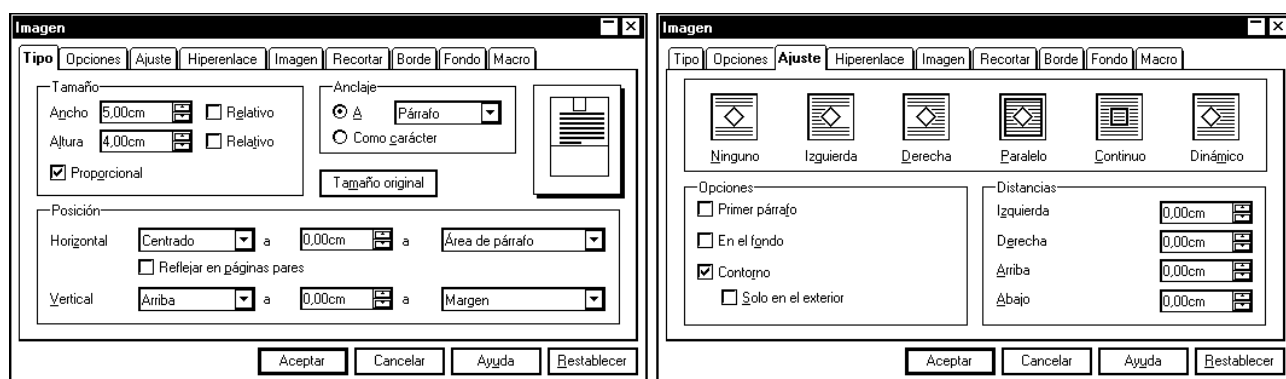 Imagen
Tipo Opciones Ajuste Hiperenlace Imagen Recortar Borde Fondo Macro
Tamaño
Ancho 5,00cm Relativo
Altura 4,00cm Relativo
Proporcional
Anclaje
A Párrafo
Como carácter
Tamaño original
Posición
Horizontal Centrado a 0,00cm a Área de párrafo
Reflejar en páginas pares
Vertical Arriba a 0,00cm a Margen
Aceptar Cancelar Ayuda Restablecer
Imagen
Tipo Opciones Ajuste Hiperenlace Imagen Recortar Borde Fondo Macro
Ninguno Izguierda Derecha Paralelo Continuo Dinámico
Opciones
Primer párrafo
En el fondo
Contorno
Solo en el exterior
Distancias
Izquierda 0,00cm
Derecha 0,00cm
Arriba 0,00cm
Abajo 0,00cm
Aceptar Cancelar Ayuda Restablecer